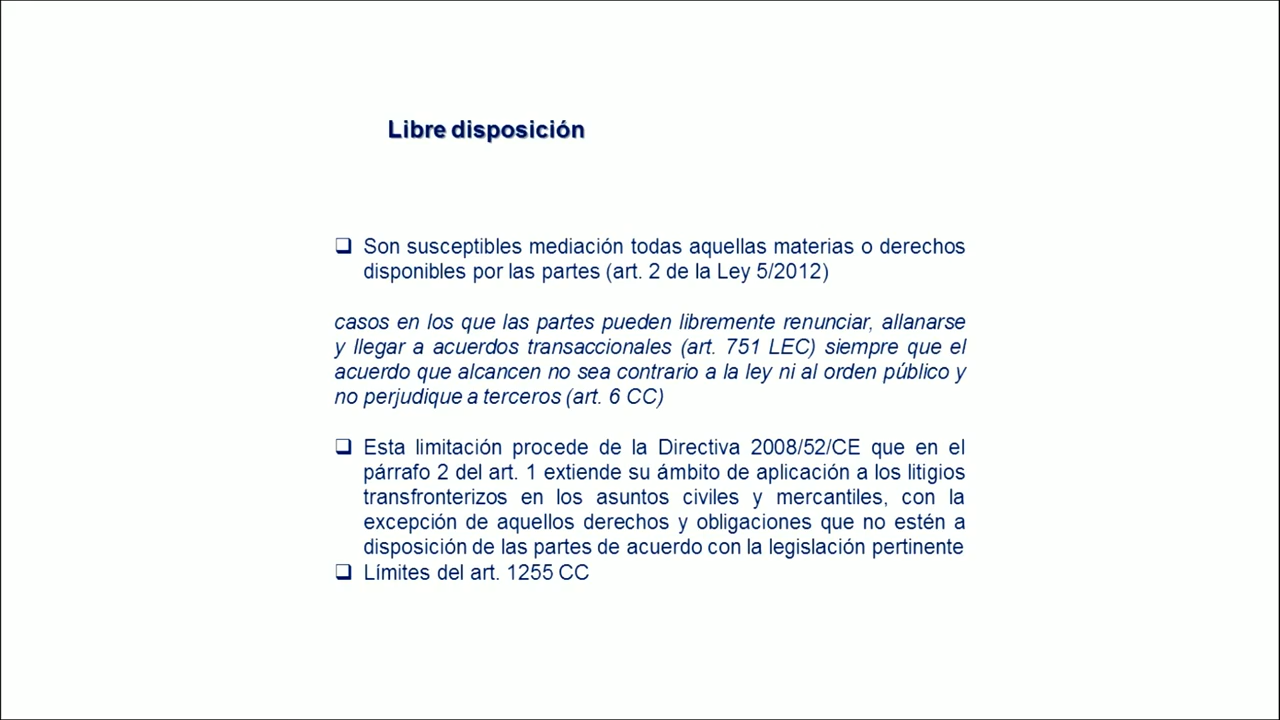 Libre disposición
❑ Son susceptibles mediación todas aquellas materias o derechos
disponibles por las partes (art. 2 de la Ley 5/2012)
casos en los que las partes pueden libremente renunciar, allanarse
y llegar a acuerdos transaccionales (art. 751 LEC) siempre que el
acuerdo que alcancen no sea contrario a la ley ni al orden público y
no perjudique a terceros (art. 6 CC)
❑ Esta limitación procede de la Directiva 2008/52/CE que en el
párrafo 2 del art. 1 extiende su ámbito de aplicación a los litigios
transfronterizos en los asuntos civiles y mercantiles, con la
excepción de aquellos derechos y obligaciones que no estén a
disposición de las partes de acuerdo con la legislación pertinente
❑ Límites del art. 1255 CC